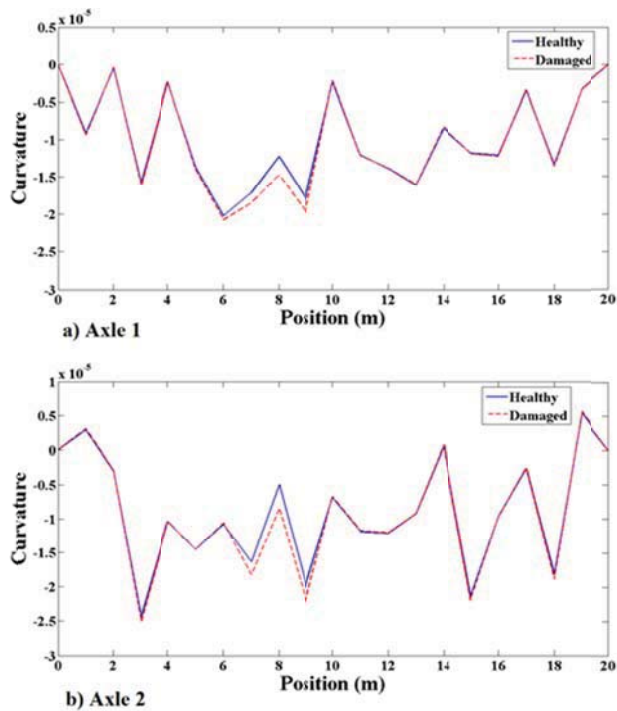 x 10^-5
0.5
0
-0.5
-1
-1.5
-2
-2.5
-3
Curvature
Healthy
Damaged
0 2 4 6 8 10 12 14 16 18 20
Position (m)
a) Axle 1
x 10^-5
1
0.5
0
-0.5
-1
-1.5
-2
-2.5
-3
Curvature
Healthy
Damaged
0 2 4 6 8 10 12 14 16 18 20
Position (m)
b) Axle 2